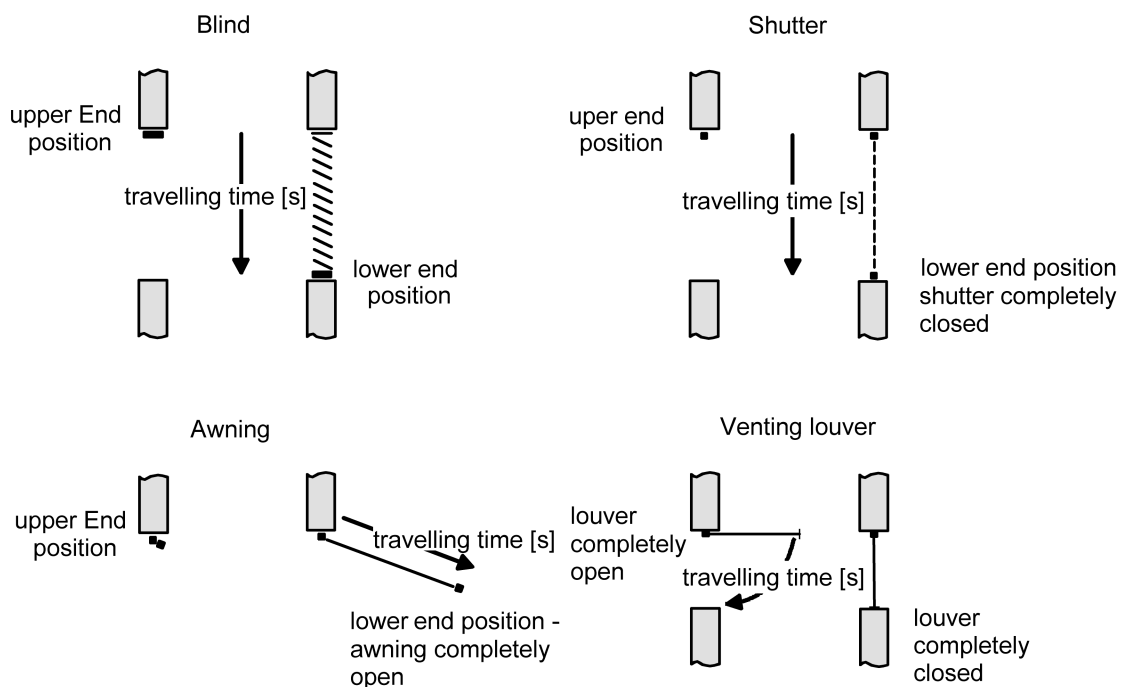 Blind
upper End
position
travelling time [s]
lower end
position
Shutter
uper end
position
travelling time [s]
lower end position
shutter completely
closed
Awning
upper End
position
travelling time [s]
lower end position -
awning completely
open
Venting louver
louver
completely
open
travelling time [s]
louver
completely
closed